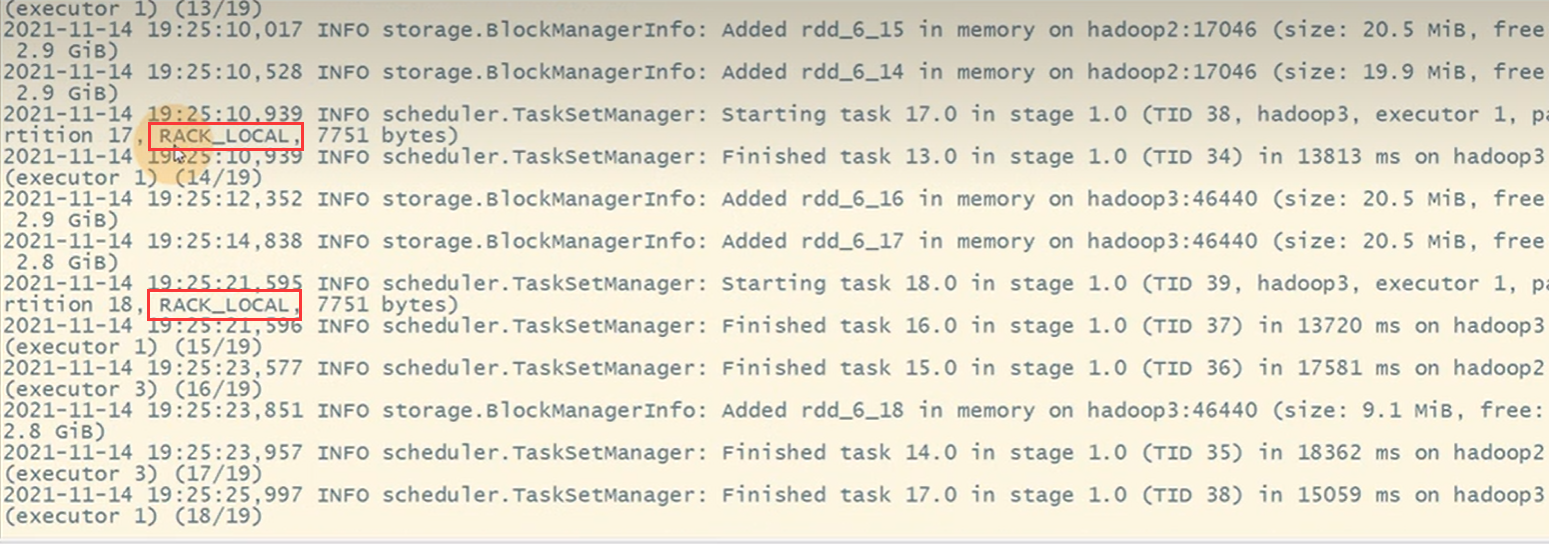 (executor 1) (13/19)
2021-11-14 19:25:10,017 INFO storage.BlockManagerInfo: Added rdd_6_15 in memory on hadoop2:17046 (size: 20.5 MiB, free
 2.9 GiB)
2021-11-14 19:25:10,528 INFO storage.BlockManagerInfo: Added rdd_6_14 in memory on hadoop2:17046 (size: 19.9 MiB, free
 2.9 GiB)
2021-11-14 19:25:10,939 INFO scheduler.TaskSetManager: Starting task 17.0 in stage 1.0 (TID 38, hadoop3, executor 1, pa
rtition 17, RACK_LOCAL, 7751 bytes)
2021-11-14 19:25:10,939 INFO scheduler.TaskSetManager: Finished task 13.0 in stage 1.0 (TID 34) in 13813 ms on hadoop3
(executor 1) (14/19)
2021-11-14 19:25:12,352 INFO storage.BlockManagerInfo: Added rdd_6_16 in memory on hadoop3:46440 (size: 20.5 MiB, free
 2.9 GiB)
2021-11-14 19:25:14,838 INFO storage.BlockManagerInfo: Added rdd_6_17 in memory on hadoop3:46440 (size: 20.5 MiB, free
 2.8 GiB)
2021-11-14 19:25:21,595 INFO scheduler.TaskSetManager: Starting task 18.0 in stage 1.0 (TID 39, hadoop3, executor 1, pa
rtition 18, RACK_LOCAL, 7751 bytes)
2021-11-14 19:25:21,596 INFO scheduler.TaskSetManager: Finished task 16.0 in stage 1.0 (TID 37) in 13720 ms on hadoop3
(executor 1) (15/19)
2021-11-14 19:25:23,577 INFO scheduler.TaskSetManager: Finished task 15.0 in stage 1.0 (TID 36) in 17581 ms on hadoop2
(executor 3) (16/19)
2021-11-14 19:25:23,851 INFO storage.BlockManagerInfo: Added rdd_6_18 in memory on hadoop3:46440 (size: 9.1 MiB, free:
2.8 GiB)
2021-11-14 19:25:23,957 INFO scheduler.TaskSetManager: Finished task 14.0 in stage 1.0 (TID 35) in 18362 ms on hadoop2
(executor 3) (17/19)
2021-11-14 19:25:25,997 INFO scheduler.TaskSetManager: Finished task 17.0 in stage 1.0 (TID 38) in 15059 ms on hadoop3
(executor 1) (18/19)